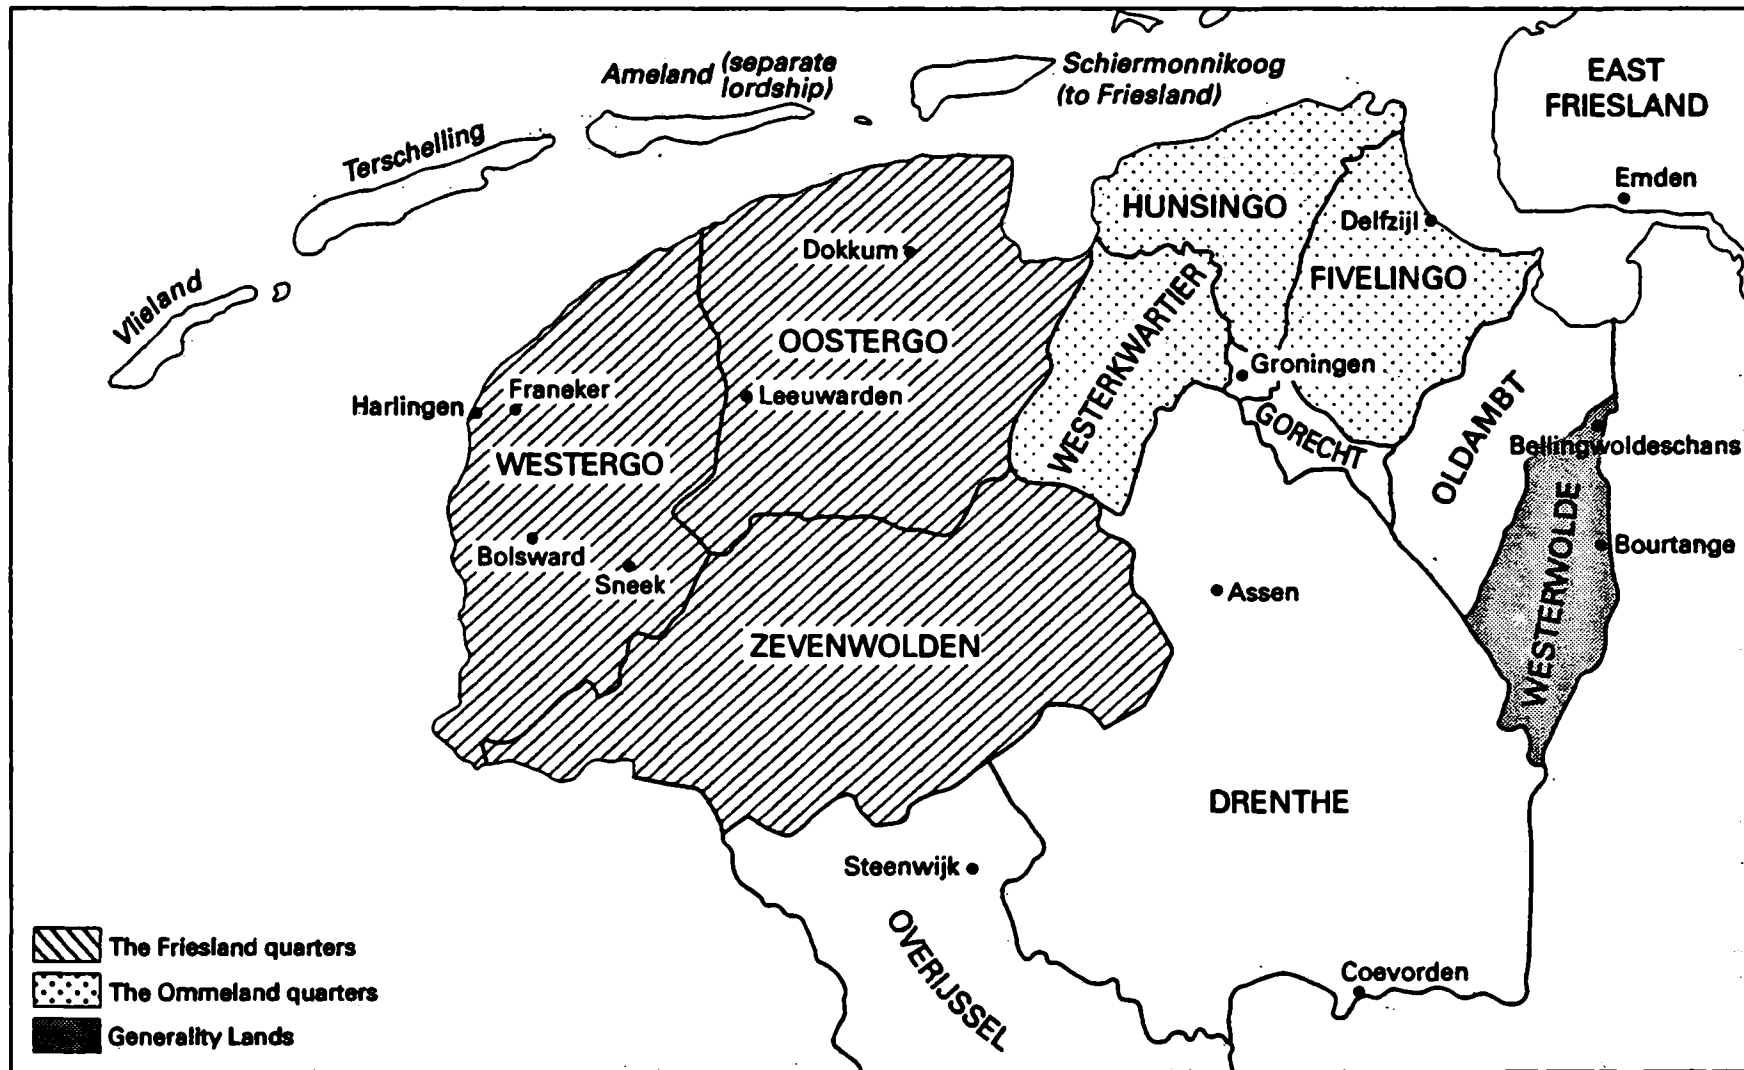 Ameland (separate
lordship)
Schiermonnikoog
(to Friesland)
EAST
FRIESLAND
Terschelling
Emden
HUNSINGO
Delfzijl
Dokkum
FIVELINGO
Vlieland
WESTERKWARTIER
OOSTERGO
Groningen
Harlingen
Franeker
Leeuwarden
GORECHT
OLDAMBT
WESTERGO
Bellingwoldeschans
WESTERWOLDE
Bolsward
Sneek
Bourtange
Assen
ZEVENWOLDEN
DRENTHE
Steenwijk
OVERIJSSEL
Coevorden
The Friesland quarters
The Ommeland quarters
Generality Lands